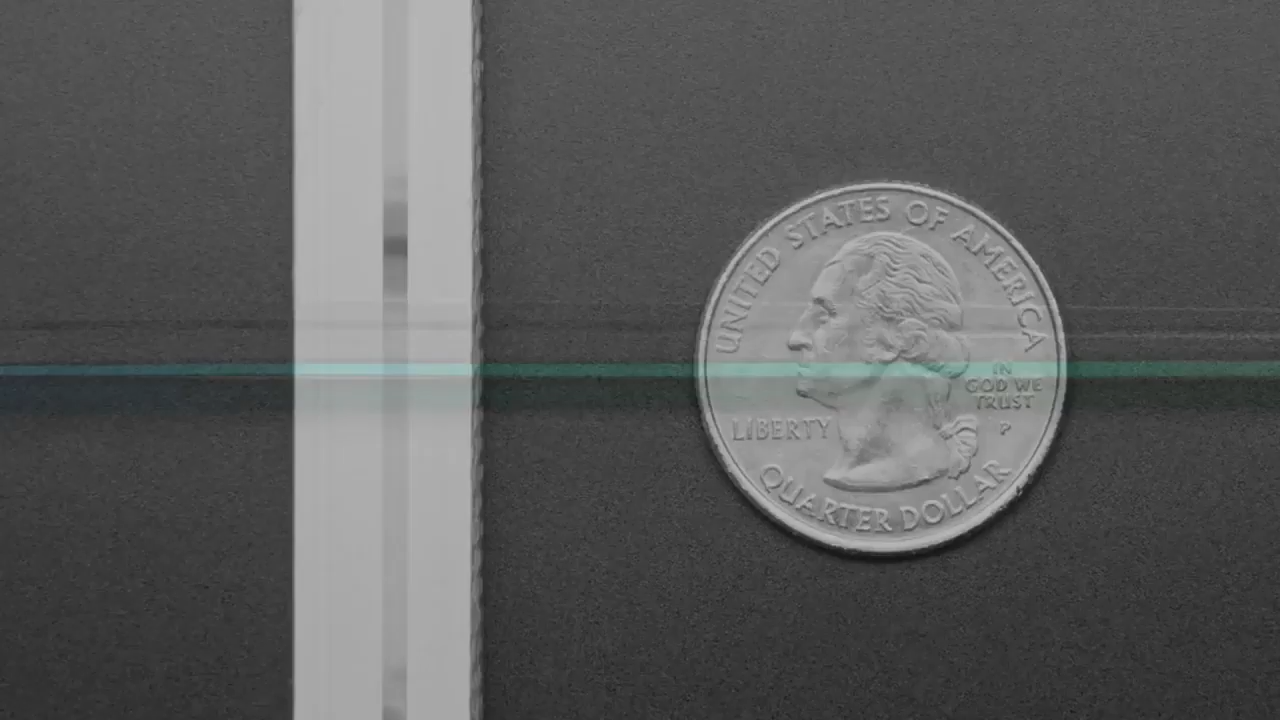 UNITED STATES OF AMERICA
IN
GOD WE
TRUST
LIBERTY
P
QUARTER DOLLAR